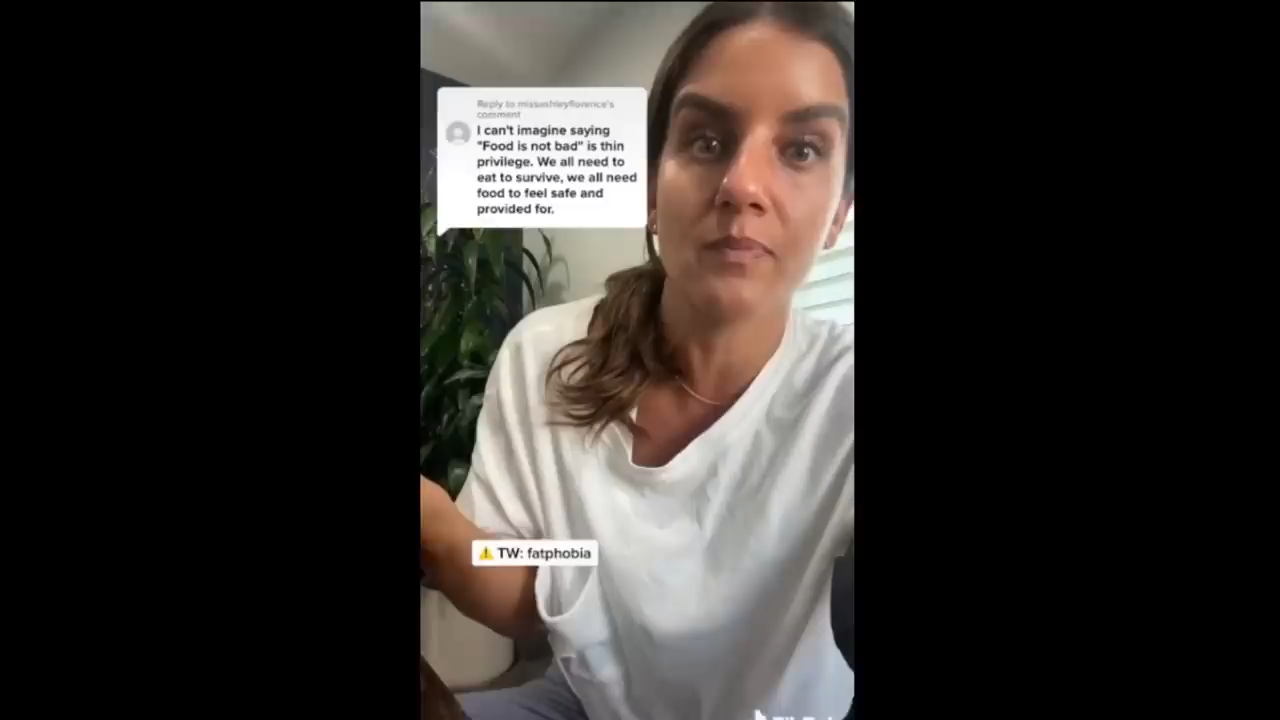 Reply to missashleyflorence's
comment
I can't imagine saying
"Food is not bad" is thin
privilege. We all need to
eat to survive, we all need
food to feel safe and
provided for.
⚠️ TW: fatphobia